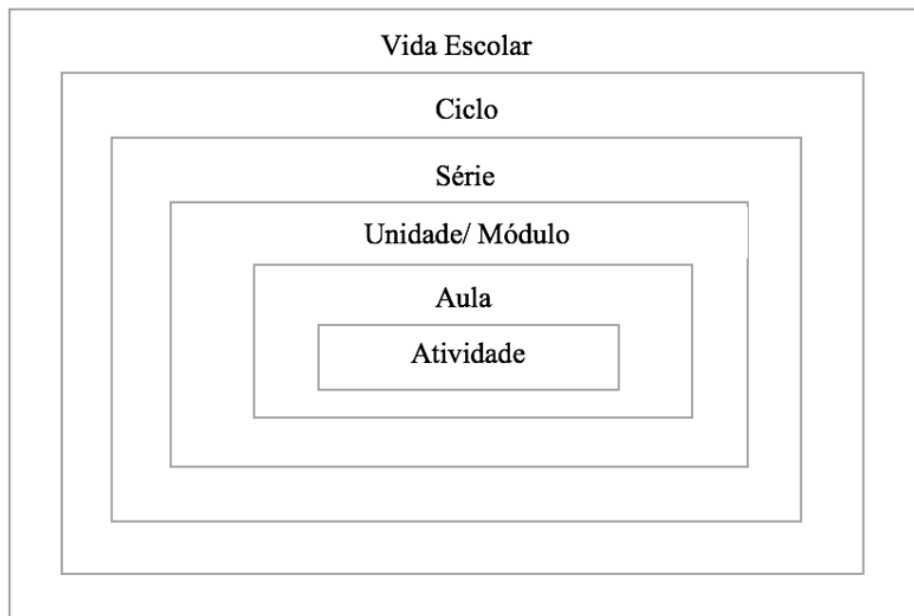 Vida Escolar
Ciclo
Série
Unidade/ Módulo
Aula
Atividade